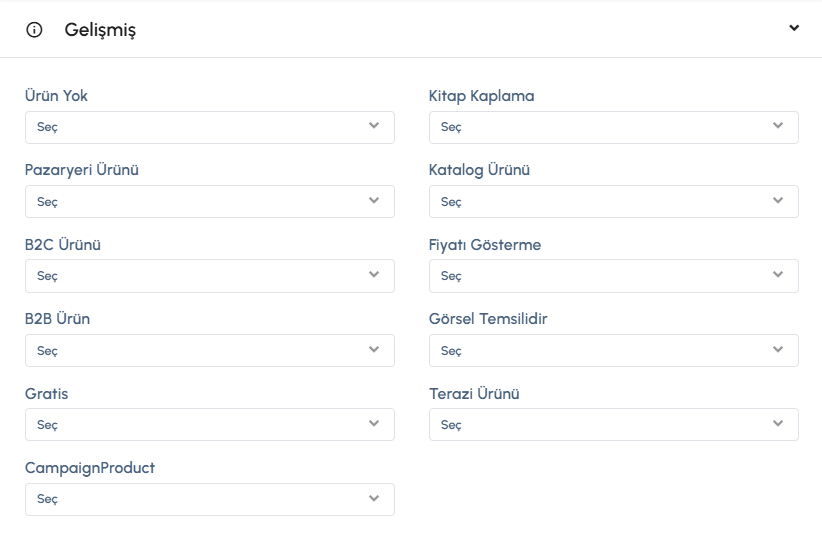 Gelişmiş
Ürün Yok
Seç
Kitap Kaplama
Seç
Pazaryeri Ürünü
Seç
Katalog Ürünü
Seç
B2C Ürünü
Seç
Fiyatı Gösterme
Seç
B2B Ürün
Seç
Görsel Temsilidir
Seç
Gratis
Seç
Terazi Ürünü
Seç
CampaignProduct
Seç